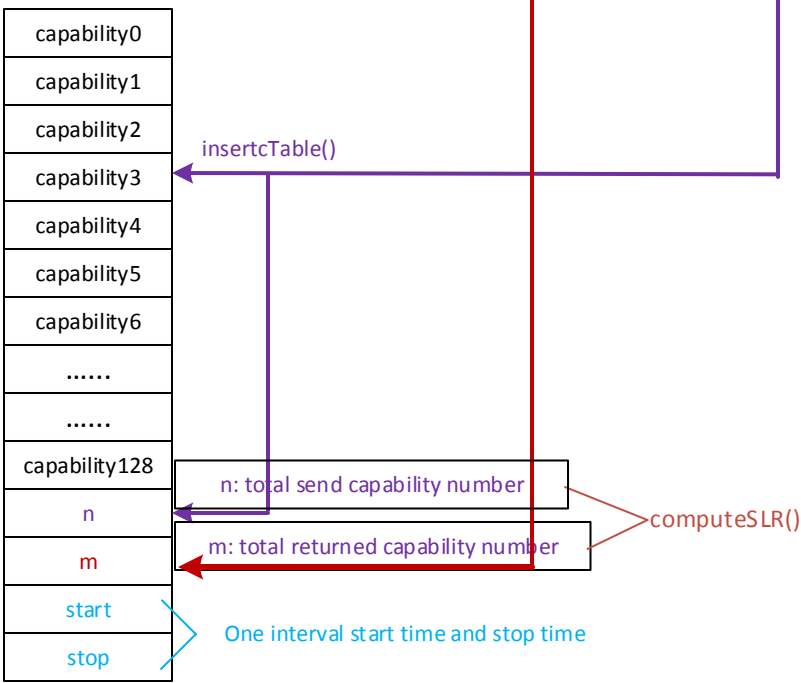 capability0
capability1
capability2
insertcTable()
capability3
capability4
capability5
capability6
......
......
capability128
n: total send capability number
n
computeSLR()
m: total returned capability number
m
start
One interval start time and stop time
stop